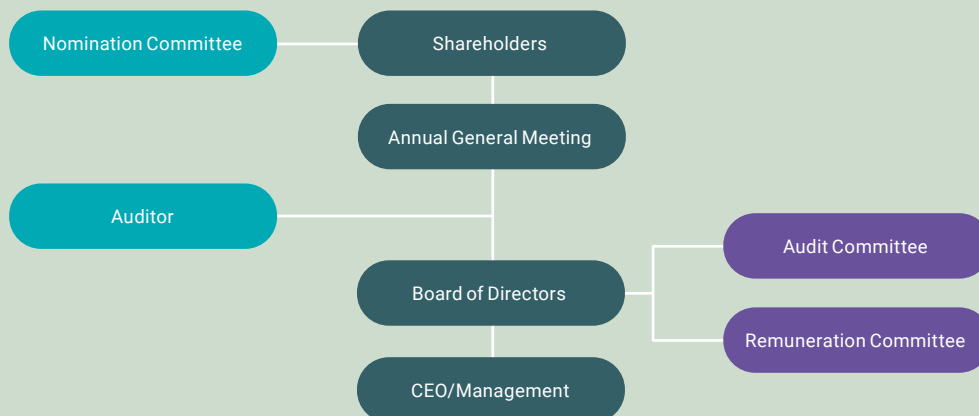 Nomination Committee
Shareholders
Annual General Meeting
Auditor
Audit Committee
Board of Directors
Remuneration Committee
CEO/Management